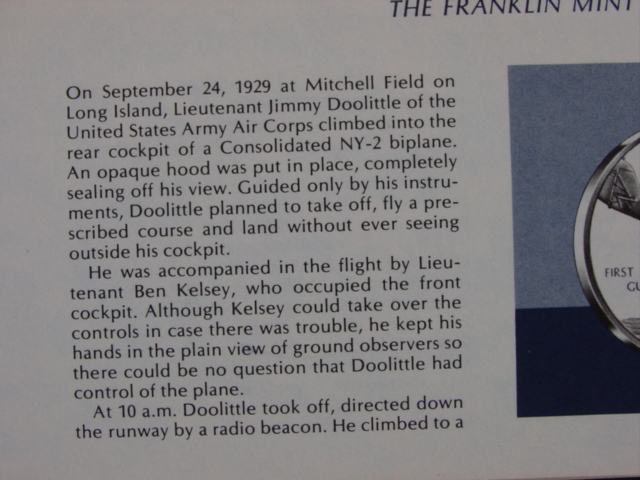 THE FRANKLIN MINT
On September 24, 1929 at Mitchell Field on
Long Island, Lieutenant Jimmy Doolittle of the
United States Army Air Corps climbed into the
rear cockpit of a Consolidated NY-2 biplane.
An opaque hood was put in place, completely
sealing off his view. Guided only by his instru-
ments, Doolittle planned to take off, fly a pre-
scribed course and land without ever seeing
outside his cockpit.
He was accompanied in the flight by Lieu-
tenant Ben Kelsey, who occupied the front
cockpit. Although Kelsey could take over the
controls in case there was trouble, he kept his
hands in the plain view of ground observers so
there could be no question that Doolittle had
control of the plane.
At 10 a.m. Doolittle took off, directed down
the runway by a radio beacon. He climbed to a
FIRST
GU